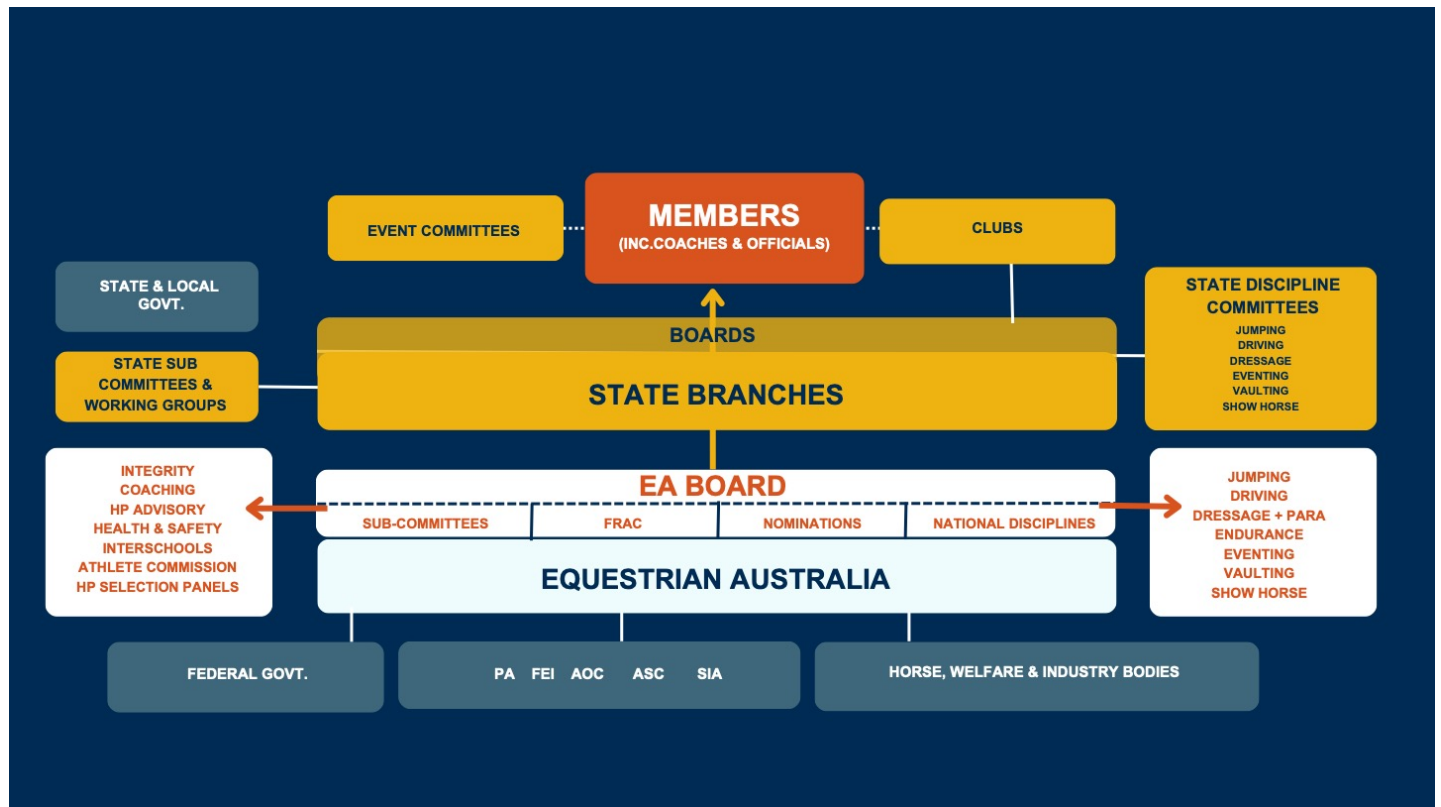 MEMBERS
(INC.COACHES & OFFICIALS)
EVENT COMMITTEES
CLUBS
STATE & LOCAL
GOVT.
STATE DISCIPLINE
COMMITTEES
JUMPING
DRIVING
DRESSAGE
EVENTING
VAULTING
SHOW HORSE
BOARDS
STATE BRANCHES
STATE SUB
COMMITTEES &
WORKING GROUPS
INTEGRITY
COACHING
HP ADVISORY
HEALTH & SAFETY
INTERSCHOOLS
ATHLETE COMMISSION
HP SELECTION PANELS
EA BOARD
SUB-COMMITTEES
FRAC
NOMINATIONS
NATIONAL DISCIPLINES
JUMPING
DRIVING
DRESSAGE + PARA
ENDURANCE
EVENTING
VAULTING
SHOW HORSE
EQUESTRIAN AUSTRALIA
FEDERAL GOVT.
PA FEI AOC ASC SIA
HORSE, WELFARE & INDUSTRY BODIES